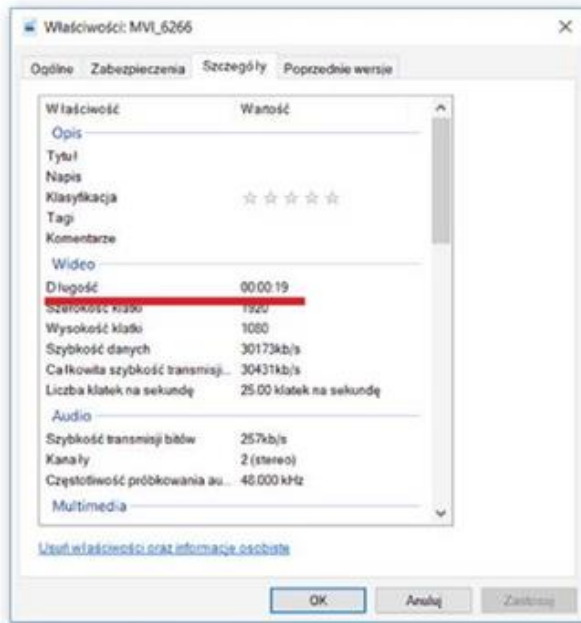 Właściwości: MVI_6266
Ogólne Zabezpieczenia Szczegóły Poprzednie wersje
Właściwość Wartość
Opis
Tytuł
Napis
Klasyfikacja
Tagi
Komentarze
Wideo
Długość 00:00:19
Szerokość klatki 1920
Wysokość klatki 1080
Szybkość danych 30173kb/s
Całkowita szybkość transmisji... 30431kb/s
Liczba klatek na sekundę 25.00 klatek na sekundę
Audio
Szybkość transmisji bitów 257kb/s
Kanały 2 (stereo)
Częstotliwość próbkowania au... 48.000 kHz
Multimedia
Usuń właściwości oraz informacje osobiste
OK Anuluj Zastosuj